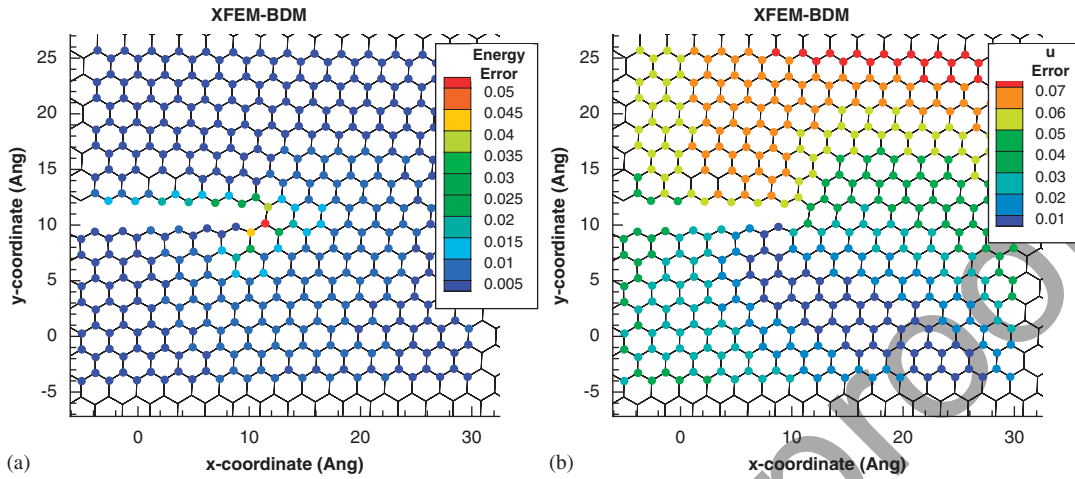 XFEM-BDM
25
20
15
10
5
0
-5
0 10 20 30
y-coordinate (Ang)
x-coordinate (Ang)
Energy
Error
0.05
0.045
0.04
0.035
0.03
0.025
0.02
0.015
0.01
0.005
(a)
XFEM-BDM
25
20
15
10
5
0
-5
0 10 20 30
y-coordinate (Ang)
x-coordinate (Ang)
u
Error
0.07
0.06
0.05
0.04
0.03
0.02
0.01
(b)
proo